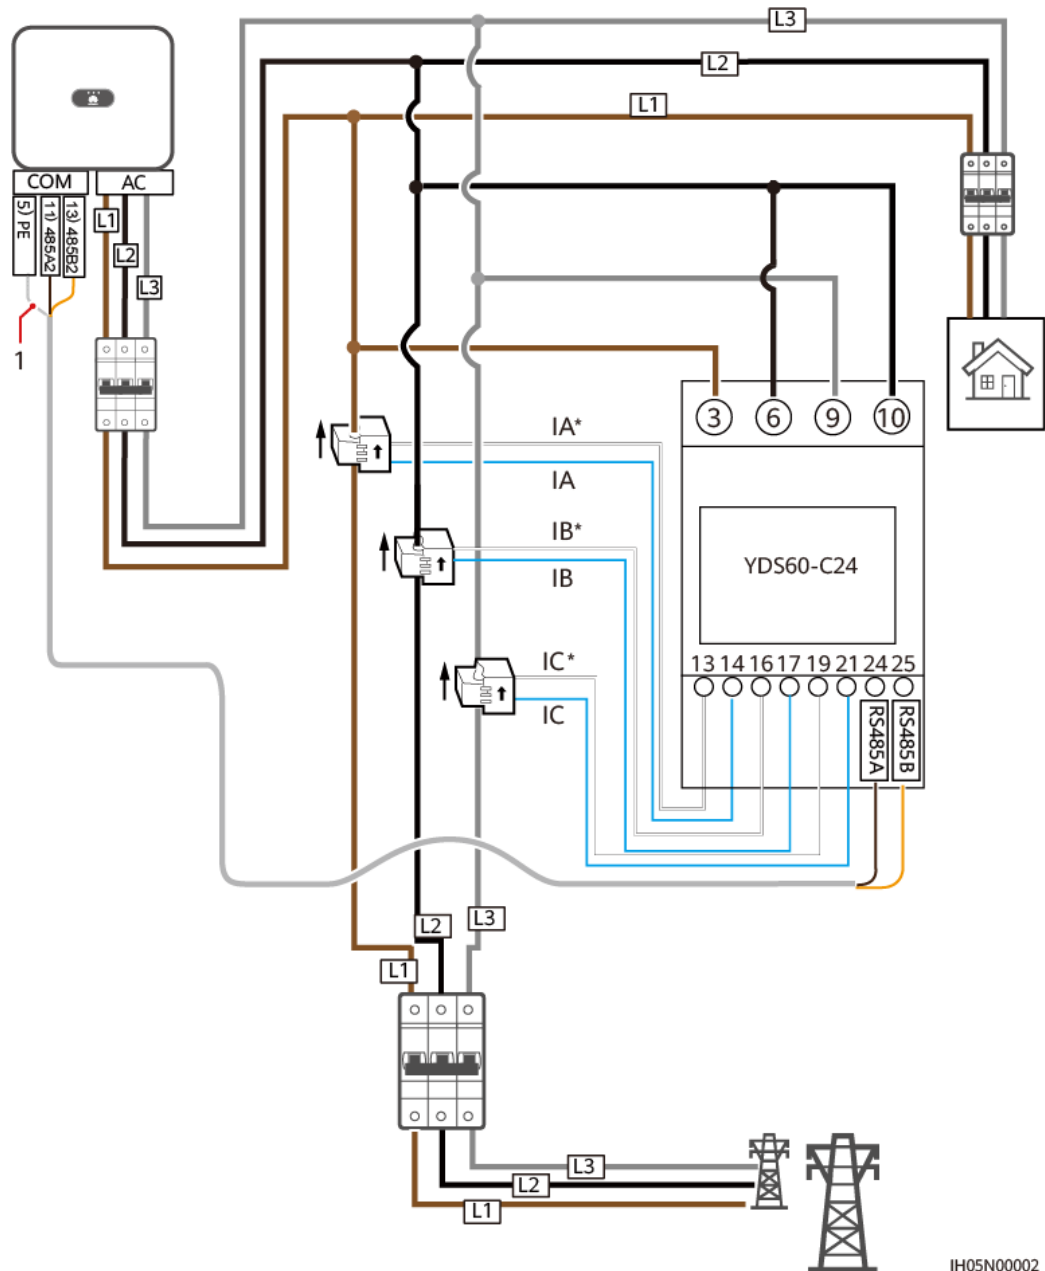 L3
L2
L1
COM
AC
5) PE
11) 485A2
13) 485B2
L1
L2
L3
1
3
6
9
10
IA*
IA
IB*
IB
YDS60-C24
IC*
IC
13 14 16 17 19 21 24 25
RS485A
RS485B
L2
L3
L1
L3
L2
L1
IH05N00002